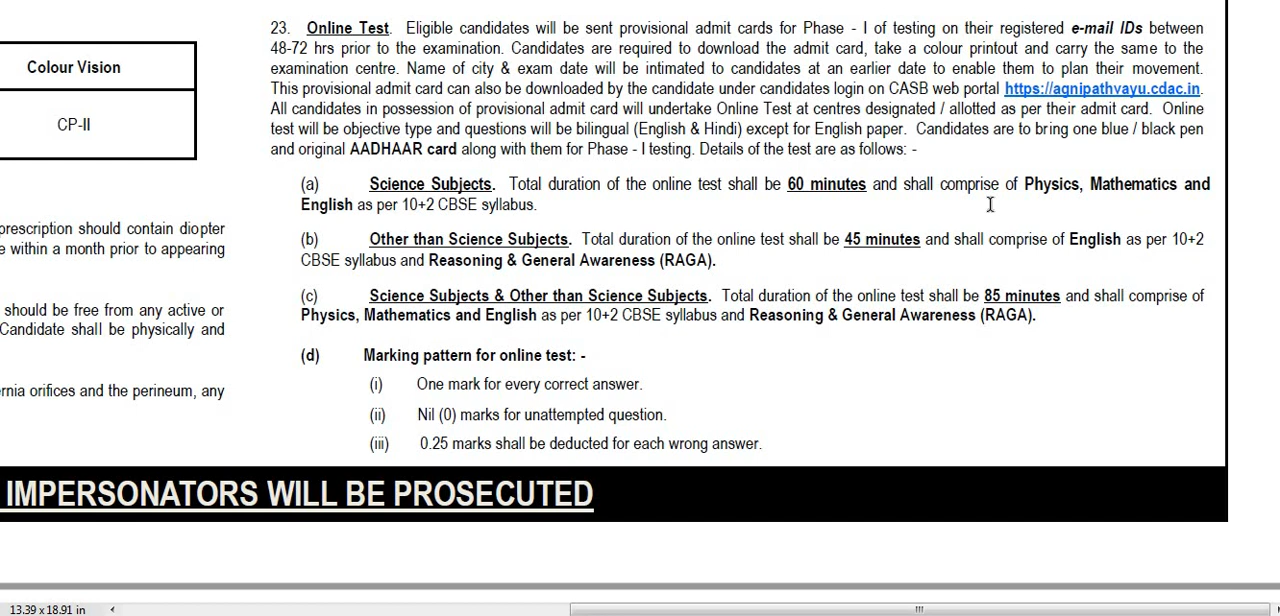 Colour Vision
CP-II
prescription should contain diopter
e within a month prior to appearing
should be free from any active or
Candidate shall be physically and
ernia orifices and the perineum, any
23. Online Test. Eligible candidates will be sent provisional admit cards for Phase - I of testing on their registered e-mail IDs between
48-72 hrs prior to the examination. Candidates are required to download the admit card, take a colour printout and carry the same to the
examination centre. Name of city & exam date will be intimated to candidates at an earlier date to enable them to plan their movement.
This provisional admit card can also be downloaded by the candidate under candidates login on CASB web portal https://agnipathvayu.cdac.in.
All candidates in possession of provisional admit card will undertake Online Test at centres designated / allotted as per their admit card. Online
test will be objective type and questions will be bilingual (English & Hindi) except for English paper. Candidates are to bring one blue / black pen
and original AADHAAR card along with them for Phase - I testing. Details of the test are as follows: -
(a) Science Subjects. Total duration of the online test shall be 60 minutes and shall comprise of Physics, Mathematics and
English as per 10+2 CBSE syllabus.
(b) Other than Science Subjects. Total duration of the online test shall be 45 minutes and shall comprise of English as per 10+2
CBSE syllabus and Reasoning & General Awareness (RAGA).
(c) Science Subjects & Other than Science Subjects. Total duration of the online test shall be 85 minutes and shall comprise of
Physics, Mathematics and English as per 10+2 CBSE syllabus and Reasoning & General Awareness (RAGA).
(d) Marking pattern for online test: -
(i) One mark for every correct answer.
(ii) Nil (0) marks for unattempted question.
(iii) 0.25 marks shall be deducted for each wrong answer.
IMPERSONATORS WILL BE PROSECUTED
13.39 x 18.91 in